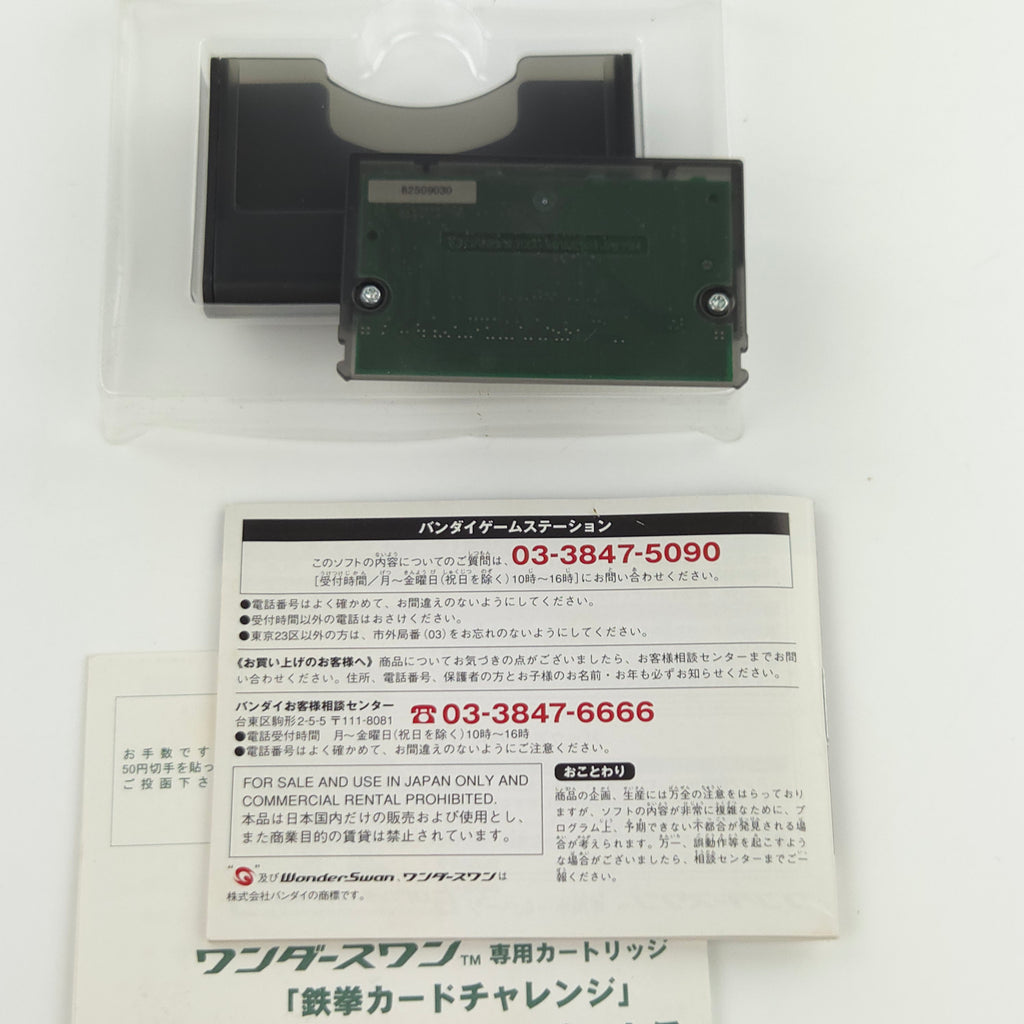 82509030
バンダイゲームステーション
このソフトの内容についてのご質問は、03-3847-5090
[受付時間/月〜金曜日(祝日を除く)10時〜16時]にお問い合わせください。
●電話番号はよく確かめて、お間違えのないようにしてください。
●受付時間以外の電話はおさけください。
●東京23区以外の方は、市外局番(03)をお忘れのないようにしてください。
《お買い上げのお客様へ》商品についてお気づきの点がございましたら、お客様相談センターまでお問
い合わせください。住所、電話番号、保護者の方とお子様のお名前・お年も必ずお知らせください。
バンダイお客様相談センター
台東区駒形2-5-5 〒111-8081
☎03-3847-6666
●電話受付時間 月〜金曜日(祝日を除く)10時〜16時
●電話番号はよく確かめて、お間違えのないようにご注意ください。
FOR SALE AND USE IN JAPAN ONLY AND
COMMERCIAL RENTAL PROHIBITED.
本品は日本国内だけの販売および使用とし、
また商業目的の賃貸は禁止されています。
"
"及びWonderSwan、ワンダースワンは
株式会社バンダイの商標です。
おことわり
商品の企画、生産には万全の注意をはらっており
ますが、ソフトの内容が非常に複雑なために、プ
ログラム上、予期できない不都合が発見される場
合が考えられます。万一、誤動作等を起こすよう
な場合がございましたら、相談センターまでご一
報ください。
お手数です
50円切手を貼っ
ご投函下さ
ワンダースワンTM専用カートリッジ
「鉄拳カードチャレンジ」